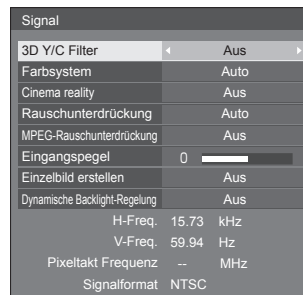 Signal
3D Y/C Filter Aus
Farbsystem Auto
Cinema reality Aus
Rauschunterdrückung Auto
MPEG-Rauschunterdrückung Aus
Eingangspegel 0
Einzelbild erstellen Aus
Dynamische Backlight-Regelung Aus
H-Freq. 15.73 kHz
V-Freq. 59.94 Hz
Pixeltakt Frequenz -- MHz
Signalformat NTSC